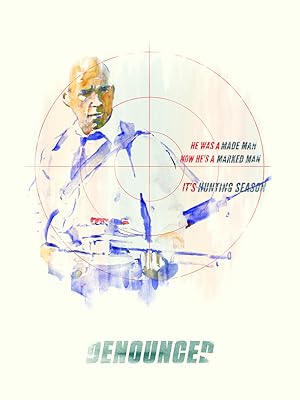 HE WAS A MADE MAN
NOW HE'S A MARKED MAN
IT'S HUNTING SEASON
DENOUNCED